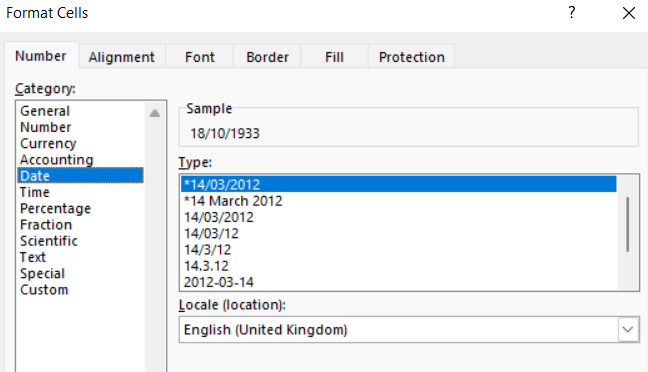 Format Cells ?
Number Alignment Font Border Fill Protection
Category:
General
Number
Currency
Accounting
Date
Time
Percentage
Fraction
Scientific
Text
Special
Custom
Sample
18/10/1933
Type:
*14/03/2012
*14 March 2012
14/03/2012
14/03/12
14/3/12
14.3.12
2012-03-14
Locale (location):
English (United Kingdom)